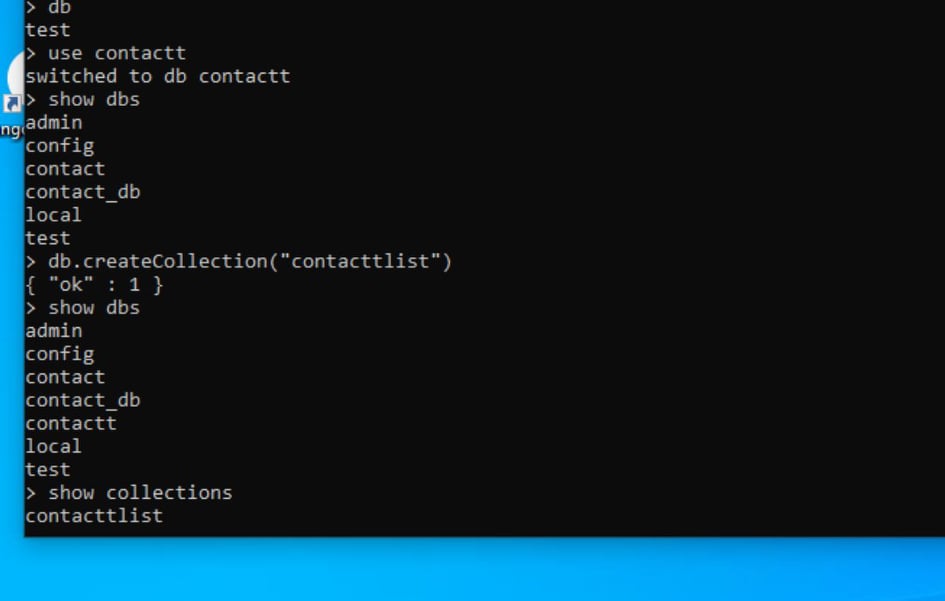 > db
test
> use contactt
switched to db contactt
> show dbs
admin
config
contact
contact_db
local
test
> db.createCollection("contacttlist")
{ "ok" : 1 }
> show dbs
admin
config
contact
contact_db
contactt
local
test
> show collections
contacttlist